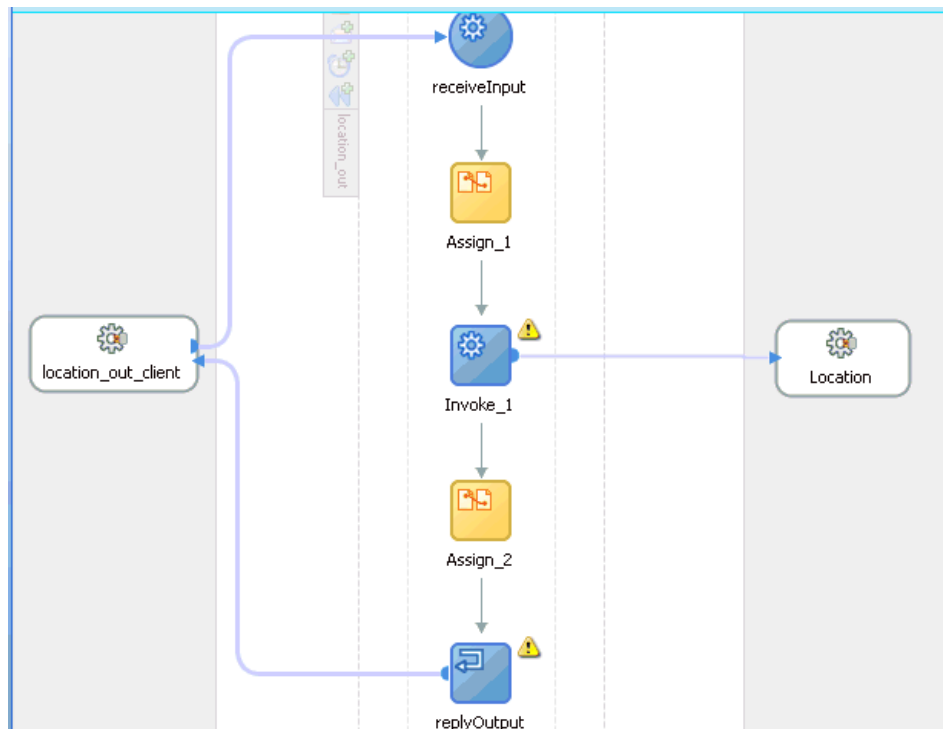 receiveInput
location_out
Assign_1
location_out_client
Invoke_1
Location
Assign_2
replyOutput